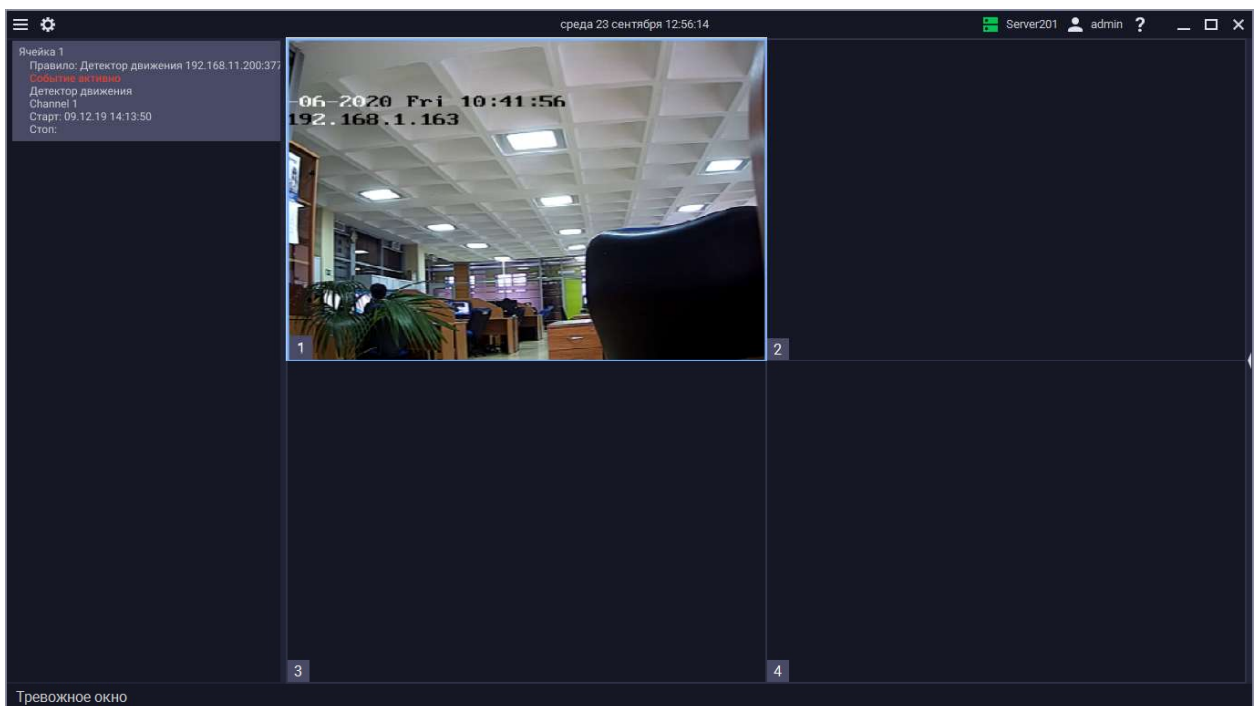 среда 23 сентября 12:56:14
Server201
admin
?
Ячейка 1
Правило: Детектор движения 192.168.11.200:377
Событие активно
Детектор движения
Channel 1
Старт: 09.12.19 14:13:50
Стоп:
-06-2020 Fri 10:41:56
192.168.1.163
1
2
3
4
Тревожное окно